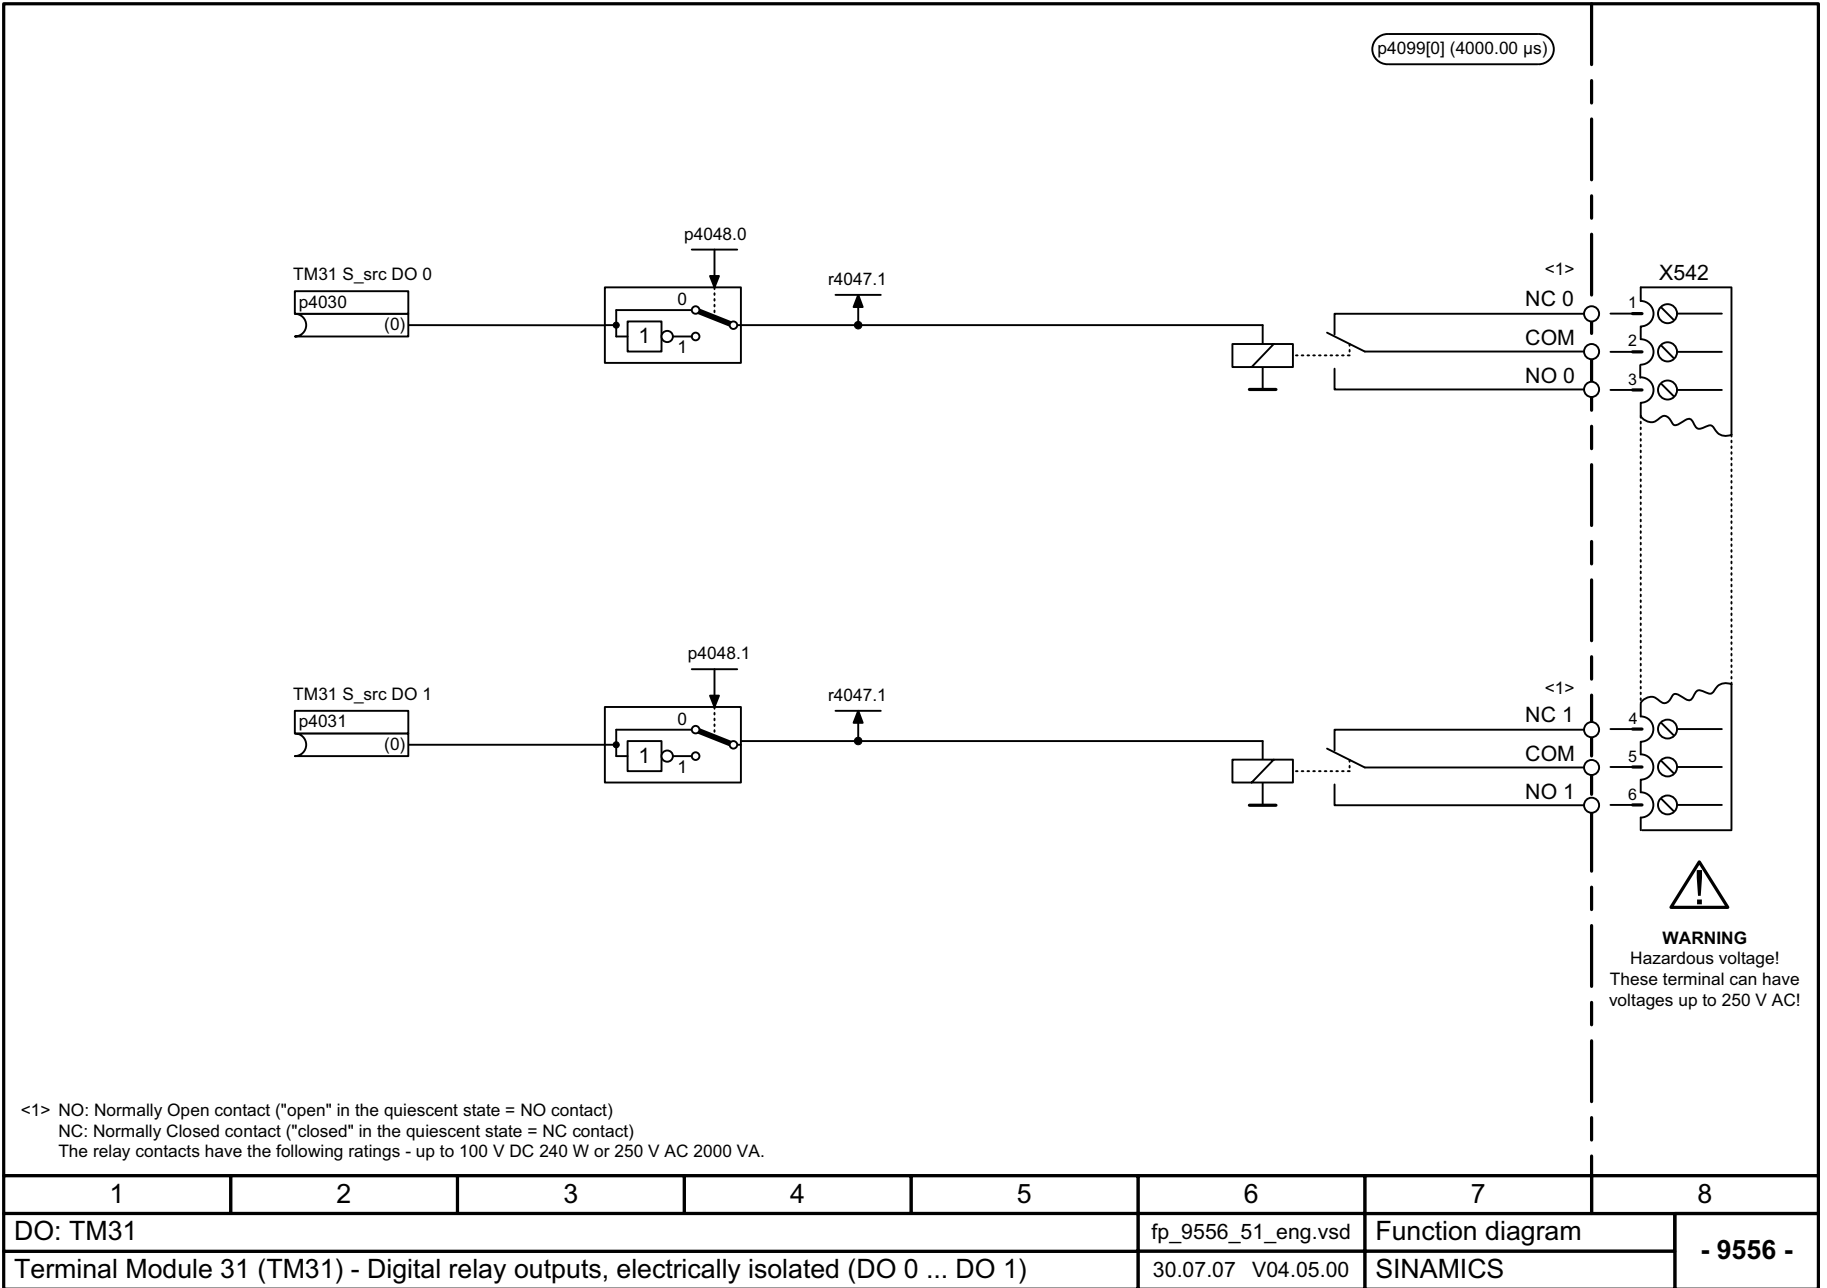 p4099[0] (4000.00 µs)
p4048.0
TM31 S_src DO 0
p4030
(0)
0
1
1
r4047.1
<1>
NC 0
COM
NO 0
X542
1
2
3
p4048.1
TM31 S_src DO 1
p4031
(0)
0
1
1
r4047.1
<1>
NC 1
COM
NO 1
4
5
6
WARNING
Hazardous voltage!
These terminal can have
voltages up to 250 V AC!
<1> NO: Normally Open contact ("open" in the quiescent state = NO contact)
NC: Normally Closed contact ("closed" in the quiescent state = NC contact)
The relay contacts have the following ratings - up to 100 V DC 240 W or 250 V AC 2000 VA.
1 2 3 4 5 6 7 8
DO: TM31 fp_9556_51_eng.vsd Function diagram - 9556 -
Terminal Module 31 (TM31) - Digital relay outputs, electrically isolated (DO 0 ... DO 1) 30.07.07 V04.05.00 SINAMICS